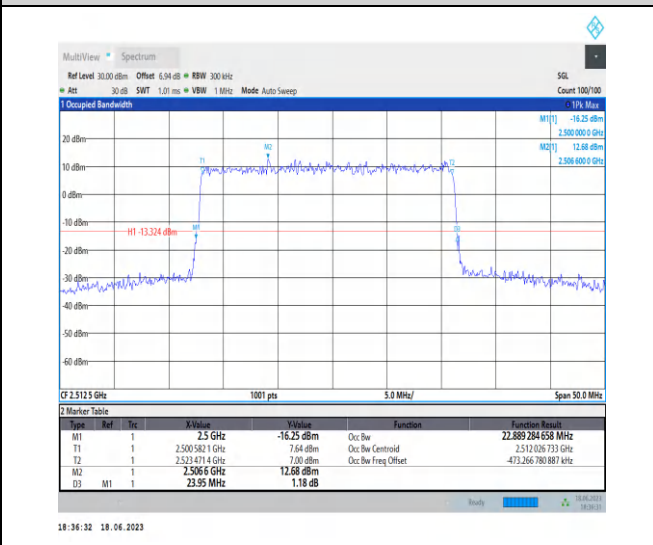 MultiView Spectrum
Ref Level 30.00 dBm Offset 6.94 dB RBW 300 kHz SGL
Att 30 dB SWT 1.01 ms VBW 1 MHz Mode Auto Sweep Count 100/100
1 Occupied Bandwidth 1Pk Max
M1[1] -16.25 dBm
2.500 000 0 GHz
M2[1] 12.68 dBm
2.506 600 0 GHz
20 dBm
M2
T1
T2
10 dBm
0 dBm
-10 dBm
M1
D3
H1 -13.324 dBm
-20 dBm
-30 dBm
-40 dBm
-50 dBm
-60 dBm
CF 2.512 5 GHz 1001 pts 5.0 MHz/ Span 50.0 MHz
2 Marker Table
Type Ref Trc X-Value Y-Value Function Function Result
M1 1 2.5 GHz -16.25 dBm Occ Bw 22.889 284 658 MHz
T1 1 2.500 582 1 GHz 7.64 dBm Occ Bw Centroid 2.512 026 733 GHz
T2 1 2.523 471 4 GHz 7.00 dBm Occ Bw Freq Offset -473.266 780 887 kHz
M2 1 2.506 6 GHz 12.68 dBm
D3 M1 1 23.95 MHz 1.18 dB
Ready 18.06.2023
18:36:31
18:36:32 18.06.2023